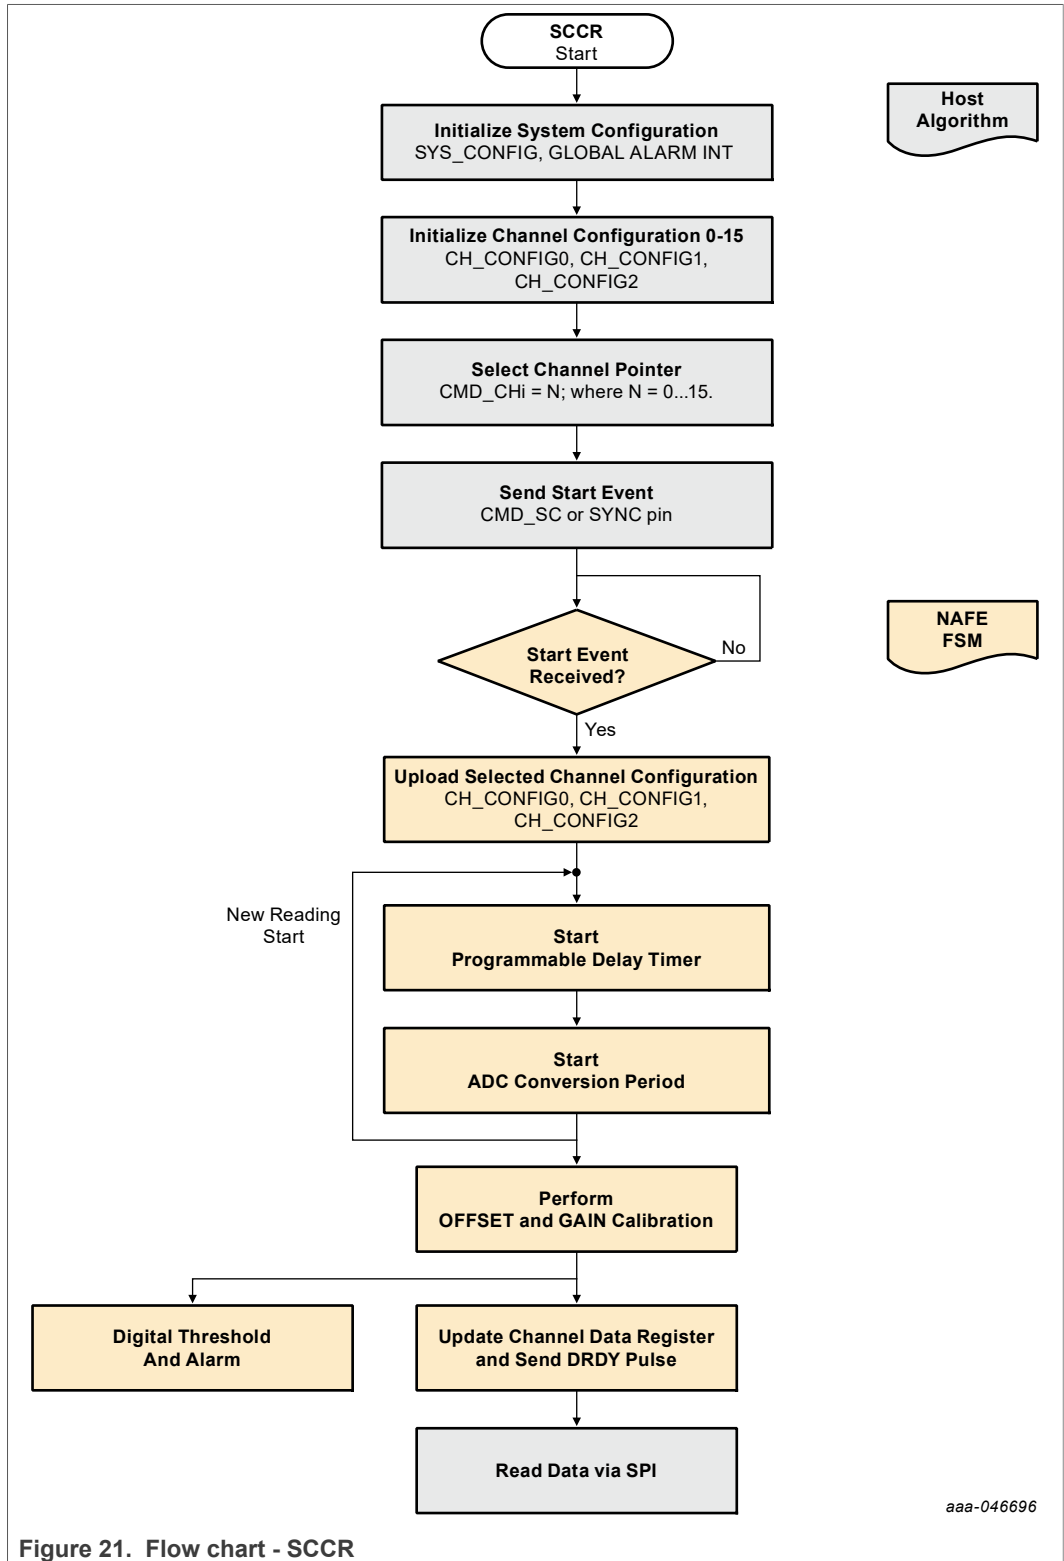 SCCR
Start
Host
Algorithm
Initialize System Configuration
SYS_CONFIG, GLOBAL ALARM INT
Initialize Channel Configuration 0-15
CH_CONFIG0, CH_CONFIG1,
CH_CONFIG2
Select Channel Pointer
CMD_CHi = N; where N = 0...15.
Send Start Event
CMD_SC or SYNC pin
NAFE
FSM
Start Event
Received?
No
Yes
Upload Selected Channel Configuration
CH_CONFIG0, CH_CONFIG1,
CH_CONFIG2
New Reading
Start
Start
Programmable Delay Timer
Start
ADC Conversion Period
Perform
OFFSET and GAIN Calibration
Digital Threshold
And Alarm
Update Channel Data Register
and Send DRDY Pulse
Read Data via SPI
aaa-046696
Figure 21. Flow chart - SCCR